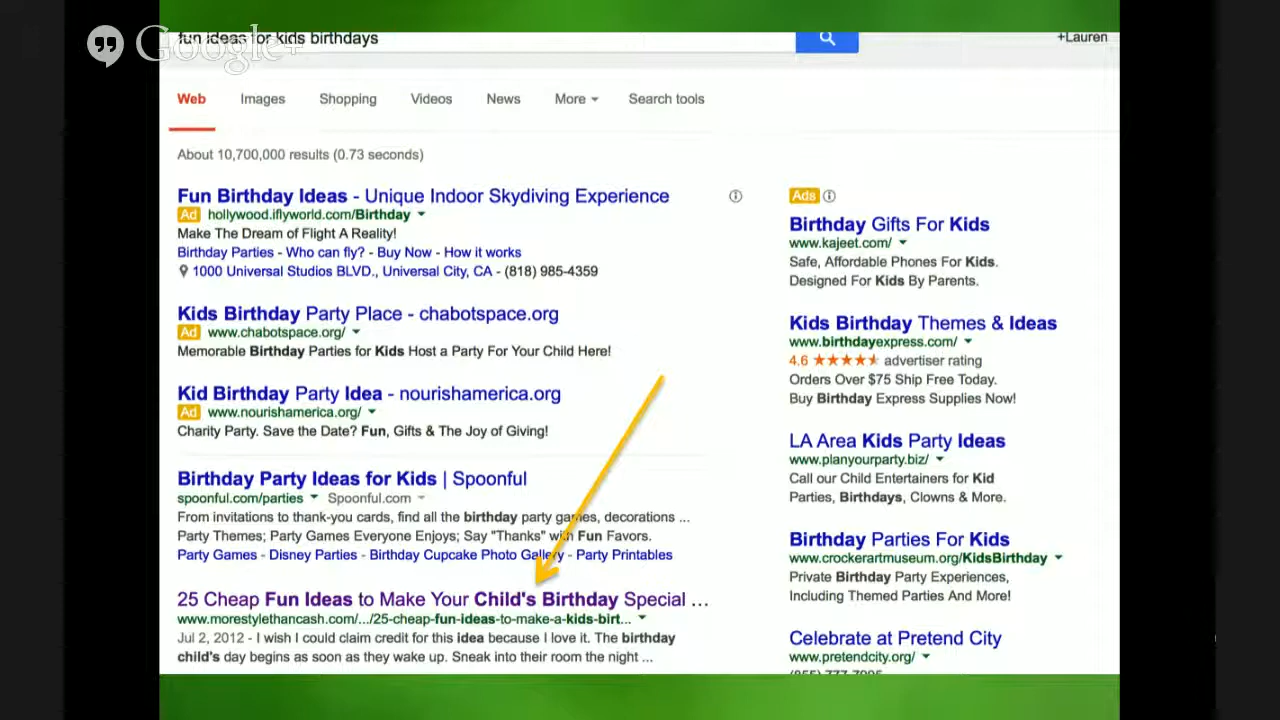 Google+
fun ideas for kids birthdays
+Lauren
Web Images Shopping Videos News More Search tools
About 10,700,000 results (0.73 seconds)
Fun Birthday Ideas - Unique Indoor Skydiving Experience
Ad hollywood.iflyworld.com/Birthday
Make The Dream of Flight A Reality!
Birthday Parties - Who can fly? - Buy Now - How it works
1000 Universal Studios BLVD., Universal City, CA - (818) 985-4359
Kids Birthday Party Place - chabotspace.org
Ad www.chabotspace.org/
Memorable Birthday Parties for Kids Host a Party For Your Child Here!
Kid Birthday Party Idea - nourishamerica.org
Ad www.nourishamerica.org/
Charity Party. Save the Date? Fun, Gifts & The Joy of Giving!
Birthday Party Ideas for Kids | Spoonful
spoonful.com/parties Spoonful.com
From invitations to thank-you cards, find all the birthday party games, decorations ...
Party Themes; Party Games Everyone Enjoys; Say "Thanks" with Fun Favors.
Party Games - Disney Parties - Birthday Cupcake Photo Gallery - Party Printables
25 Cheap Fun Ideas to Make Your Child's Birthday Special ...
www.morestylethancash.com/.../25-cheap-fun-ideas-to-make-a-kids-birt...
Jul 2, 2012 - I wish I could claim credit for this idea because I love it. The birthday
child's day begins as soon as they wake up. Sneak into their room the night ...
Ads
Birthday Gifts For Kids
www.kajeet.com/
Safe, Affordable Phones For Kids.
Designed For Kids By Parents.
Kids Birthday Themes & Ideas
www.birthdayexpress.com/
4.6 advertiser rating
Orders Over $75 Ship Free Today.
Buy Birthday Express Supplies Now!
LA Area Kids Party Ideas
www.planyourparty.biz/
Call our Child Entertainers for Kid
Parties, Birthdays, Clowns & More.
Birthday Parties For Kids
www.crockerartmuseum.org/KidsBirthday
Private Birthday Party Experiences,
Including Themed Parties And More!
Celebrate at Pretend City
www.pretendcity.org/